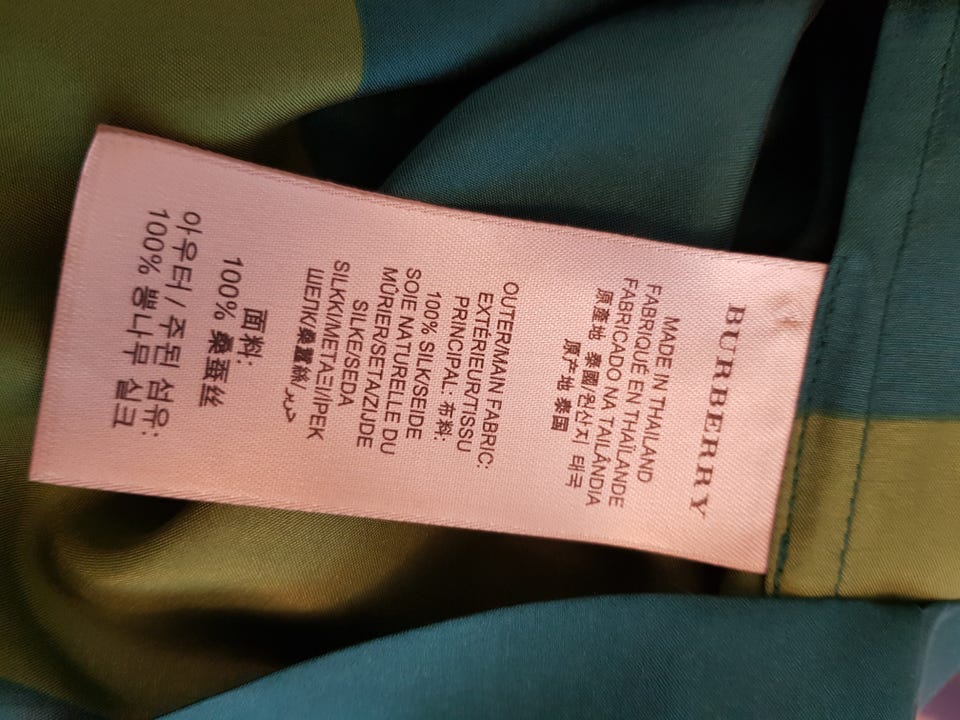 BURBERRY
MADE IN THAILAND
FABRIQUÉ EN THAÏLANDE
FABRICADO NA TAILÂNDIA
原產地 泰國/원산지 태국
原产地 泰国
OUTER/MAIN FABRIC:
EXTÉRIEUR/TISSU
PRINCIPAL: 布料:
100% SILK/SEIDE
SOIE NATURELLE DU
MÛRIER/SETA/ZIJDE
SILKE/SEDA
SILKKI/ΜΕΤΑΞΙ/İPEK
ШЕЛК/桑蠶絲/حرير
面料:
100% 桑蚕丝
아우터 / 주된 섬유:
100% 뽕나무 실크